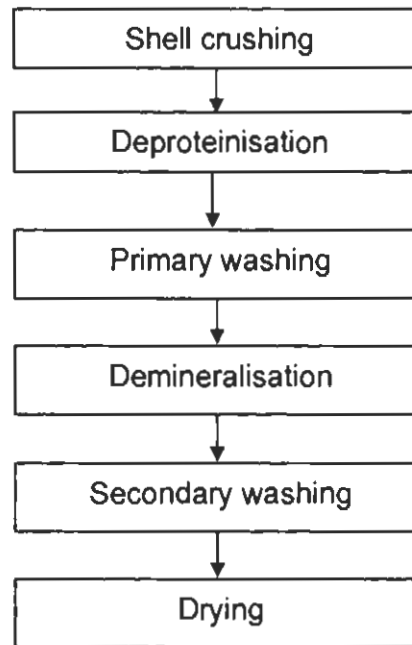 Shell crushing
Deproteinisation
Primary washing
Demineralisation
Secondary washing
Drying